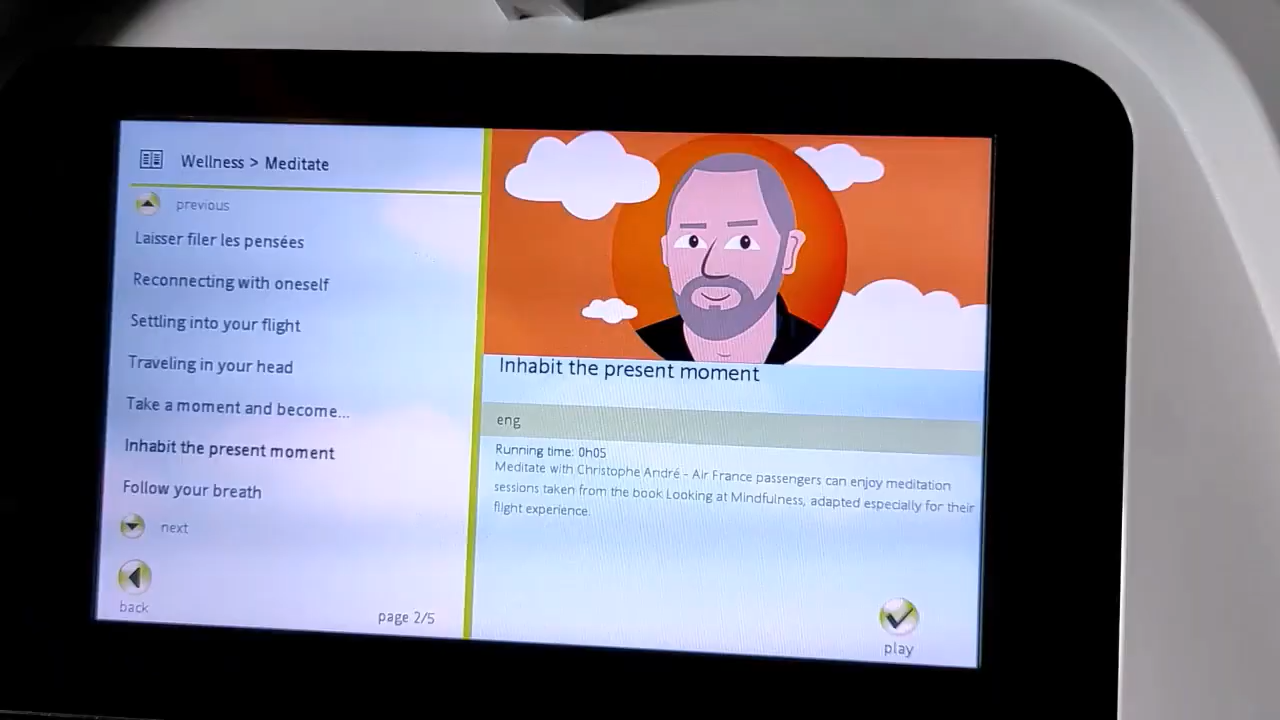 Wellness > Meditate
previous
Laisser filer les pensées
Reconnecting with oneself
Settling into your flight
Traveling in your head
Take a moment and become...
Inhabit the present moment
Follow your breath
next
back
page 2/5
Inhabit the present moment
eng
Running time: 0h05
Meditate with Christophe André - Air France passengers can enjoy meditation
sessions taken from the book Looking at Mindfulness, adapted especially for their
flight experience.
play